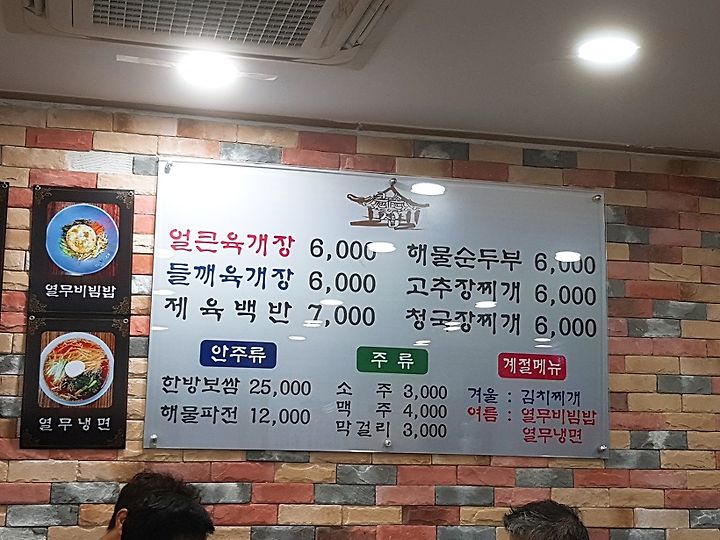 얼큰육개장 6,000
들깨육개장 6,000
제육백반 7,000
해물순두부 6,000
고추장찌개 6,000
청국장찌개 6,000
안주류
한방보쌈 25,000
해물파전 12,000
주류
소주 3,000
맥주 4,000
막걸리 3,000
계절메뉴
겨울 : 김치찌개
여름 : 열무비빔밥
열무냉면
열무비빔밥
열무냉면